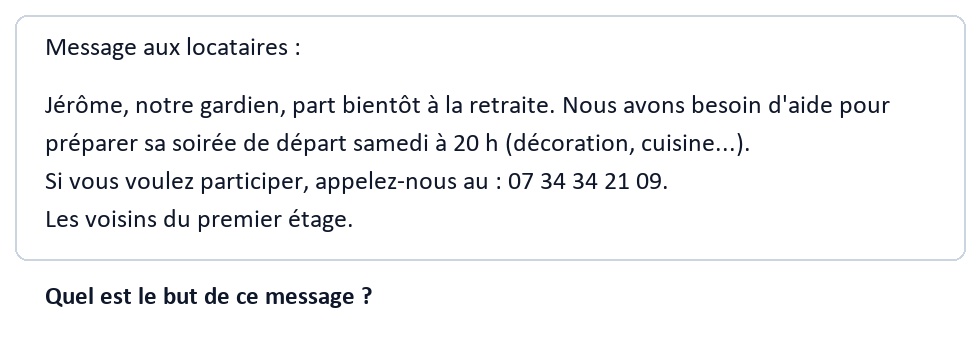 Message aux locataires :
Jérôme, notre gardien, part bientôt à la retraite. Nous avons besoin d'aide pour
préparer sa soirée de départ samedi à 20 h (décoration, cuisine...).
Si vous voulez participer, appelez-nous au : 07 34 34 21 09.
Les voisins du premier étage.
Quel est le but de ce message ?